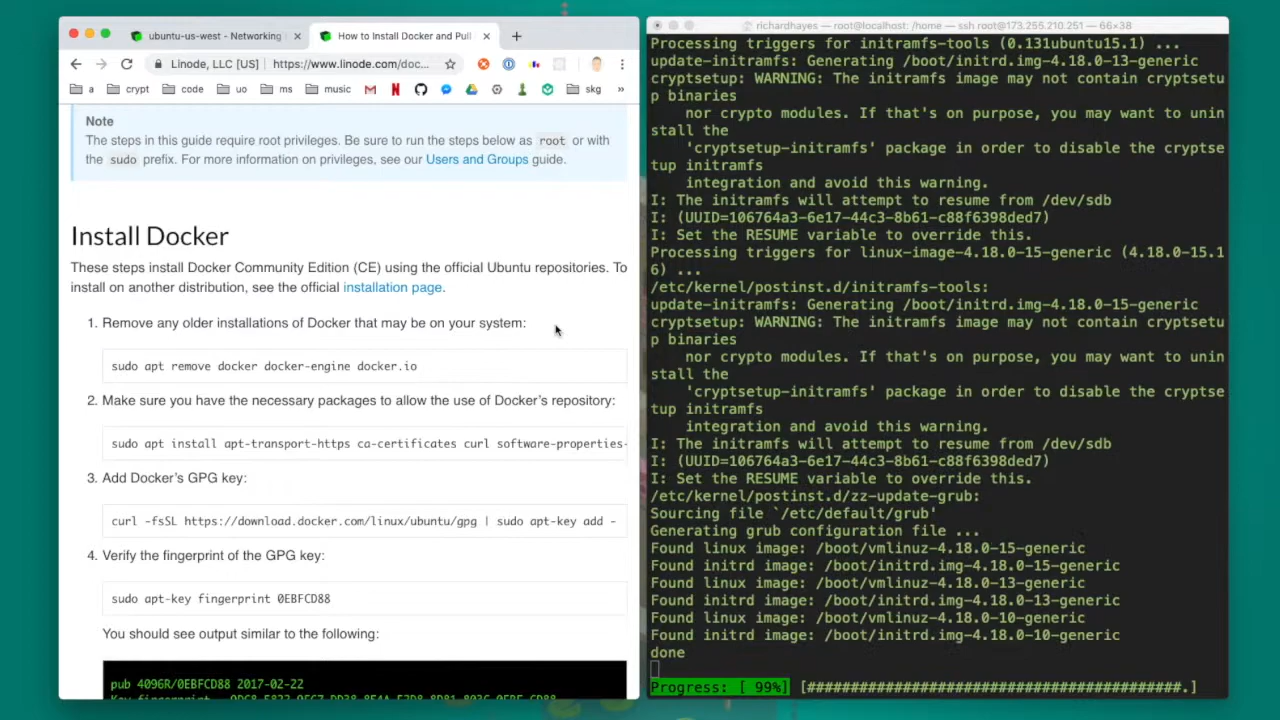 ubuntu-us-west - Networking
How to Install Docker and Pull
Linode, LLC [US]
https://www.linode.com/doc...
a
crypt
code
uo
ms
music
skg
»
Note
The steps in this guide require root privileges. Be sure to run the steps below as root or with
the sudo prefix. For more information on privileges, see our Users and Groups guide.
Install Docker
These steps install Docker Community Edition (CE) using the official Ubuntu repositories. To
install on another distribution, see the official installation page.
1. Remove any older installations of Docker that may be on your system:
sudo apt remove docker docker-engine docker.io
2. Make sure you have the necessary packages to allow the use of Docker's repository:
sudo apt install apt-transport-https ca-certificates curl software-properties-
3. Add Docker's GPG key:
curl -fsSL https://download.docker.com/linux/ubuntu/gpg | sudo apt-key add -
4. Verify the fingerprint of the GPG key:
sudo apt-key fingerprint 0EBFCD88
You should see output similar to the following:
pub 4096R/0EBFCD88 2017-02-22
richardhayes — root@localhost: /home — ssh root@173.255.210.251 — 66×38
Processing triggers for initramfs-tools (0.131ubuntu15.1) ...
update-initramfs: Generating /boot/initrd.img-4.18.0-13-generic
cryptsetup: WARNING: The initramfs image may not contain cryptsetu
p binaries
nor crypto modules. If that's on purpose, you may want to unin
stall the
'cryptsetup-initramfs' package in order to disable the cryptse
tup initramfs
integration and avoid this warning.
I: The initramfs will attempt to resume from /dev/sdb
I: (UUID=106764a3-6e17-44c3-8b61-c88f6398ded7)
I: Set the RESUME variable to override this.
Processing triggers for linux-image-4.18.0-15-generic (4.18.0-15.1
6) ...
/etc/kernel/postinst.d/initramfs-tools:
update-initramfs: Generating /boot/initrd.img-4.18.0-15-generic
cryptsetup: WARNING: The initramfs image may not contain cryptsetu
p binaries
nor crypto modules. If that's on purpose, you may want to unin
stall the
'cryptsetup-initramfs' package in order to disable the cryptse
tup initramfs
integration and avoid this warning.
I: The initramfs will attempt to resume from /dev/sdb
I: (UUID=106764a3-6e17-44c3-8b61-c88f6398ded7)
I: Set the RESUME variable to override this.
/etc/kernel/postinst.d/zz-update-grub:
Sourcing file `/etc/default/grub'
Generating grub configuration file ...
Found linux image: /boot/vmlinuz-4.18.0-15-generic
Found initrd image: /boot/initrd.img-4.18.0-15-generic
Found linux image: /boot/vmlinuz-4.18.0-13-generic
Found initrd image: /boot/initrd.img-4.18.0-13-generic
Found linux image: /boot/vmlinuz-4.18.0-10-generic
Found initrd image: /boot/initrd.img-4.18.0-10-generic
done
Progress: [ 99%] [###########################################.]